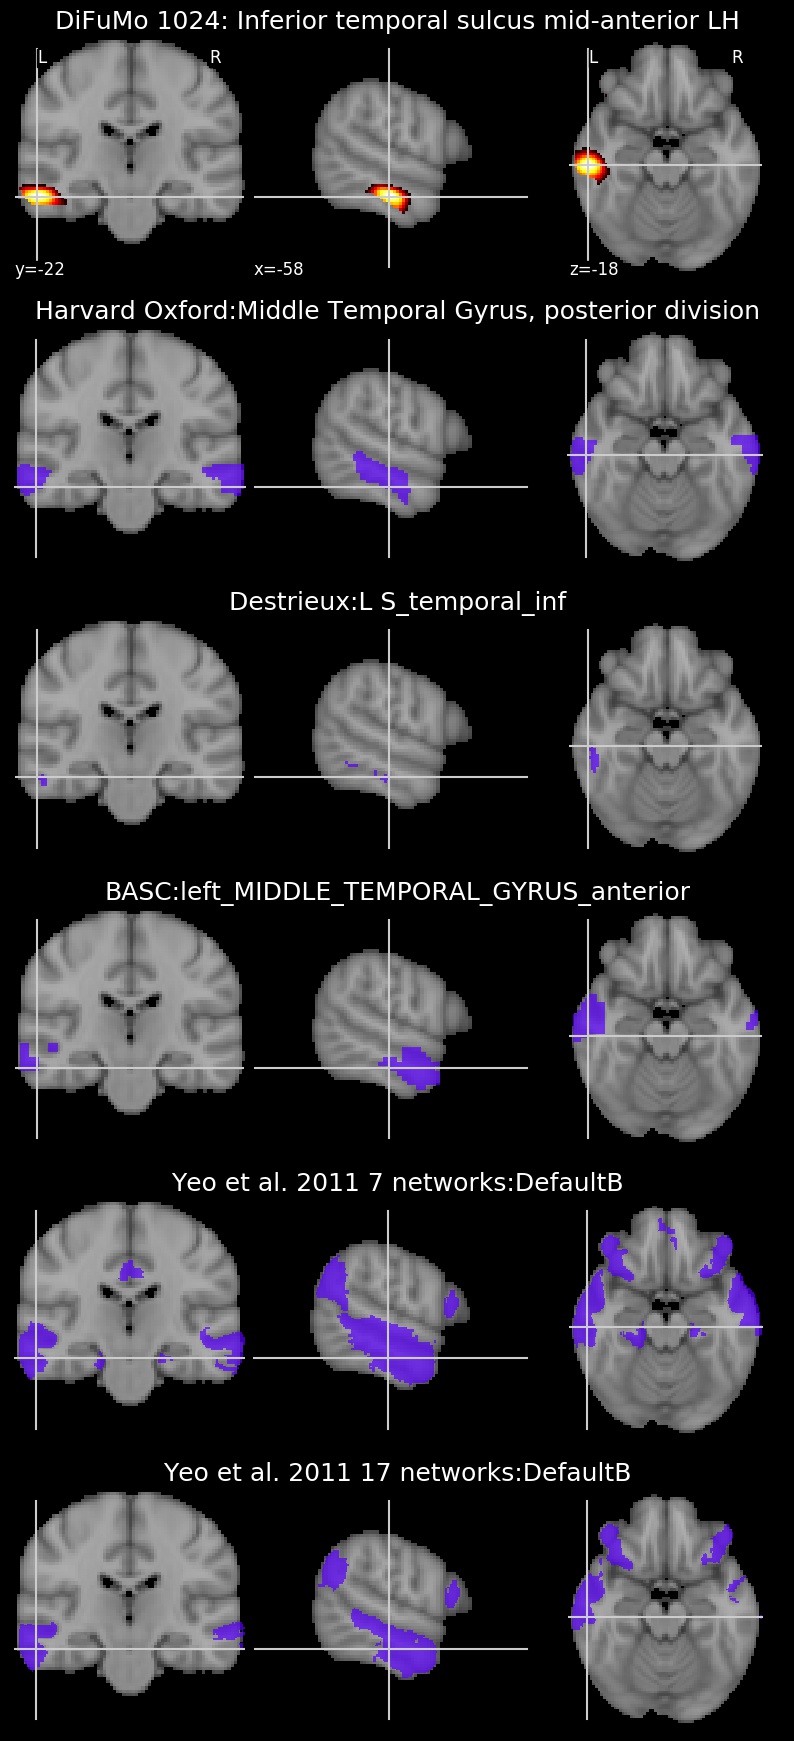 DiFuMo 1024: Inferior temporal sulcus mid-anterior LH
L R L R
y=-22 x=-58 z=-18
Harvard Oxford:Middle Temporal Gyrus, posterior division
Destrieux:L S_temporal_inf
BASC:left_MIDDLE_TEMPORAL_GYRUS_anterior
Yeo et al. 2011 7 networks:DefaultB
Yeo et al. 2011 17 networks:DefaultB